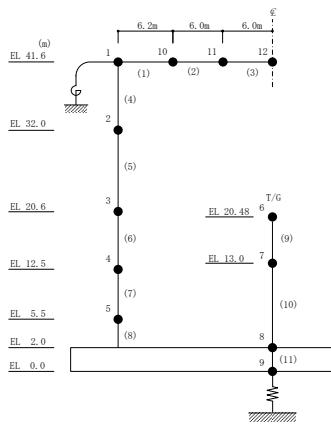 ℄
6.2m 6.0m 6.0m
(m)
EL 41.6
1 10 11 12
(1) (2) (3)
(4)
EL 32.0
2
(5)
EL 20.6
3
T/G
EL 20.48
6
(6)
(9)
EL 12.5
4
EL 13.0
7
(7)
(10)
EL 5.5
5
(8)
EL 2.0
8
EL 0.0
9
(11)